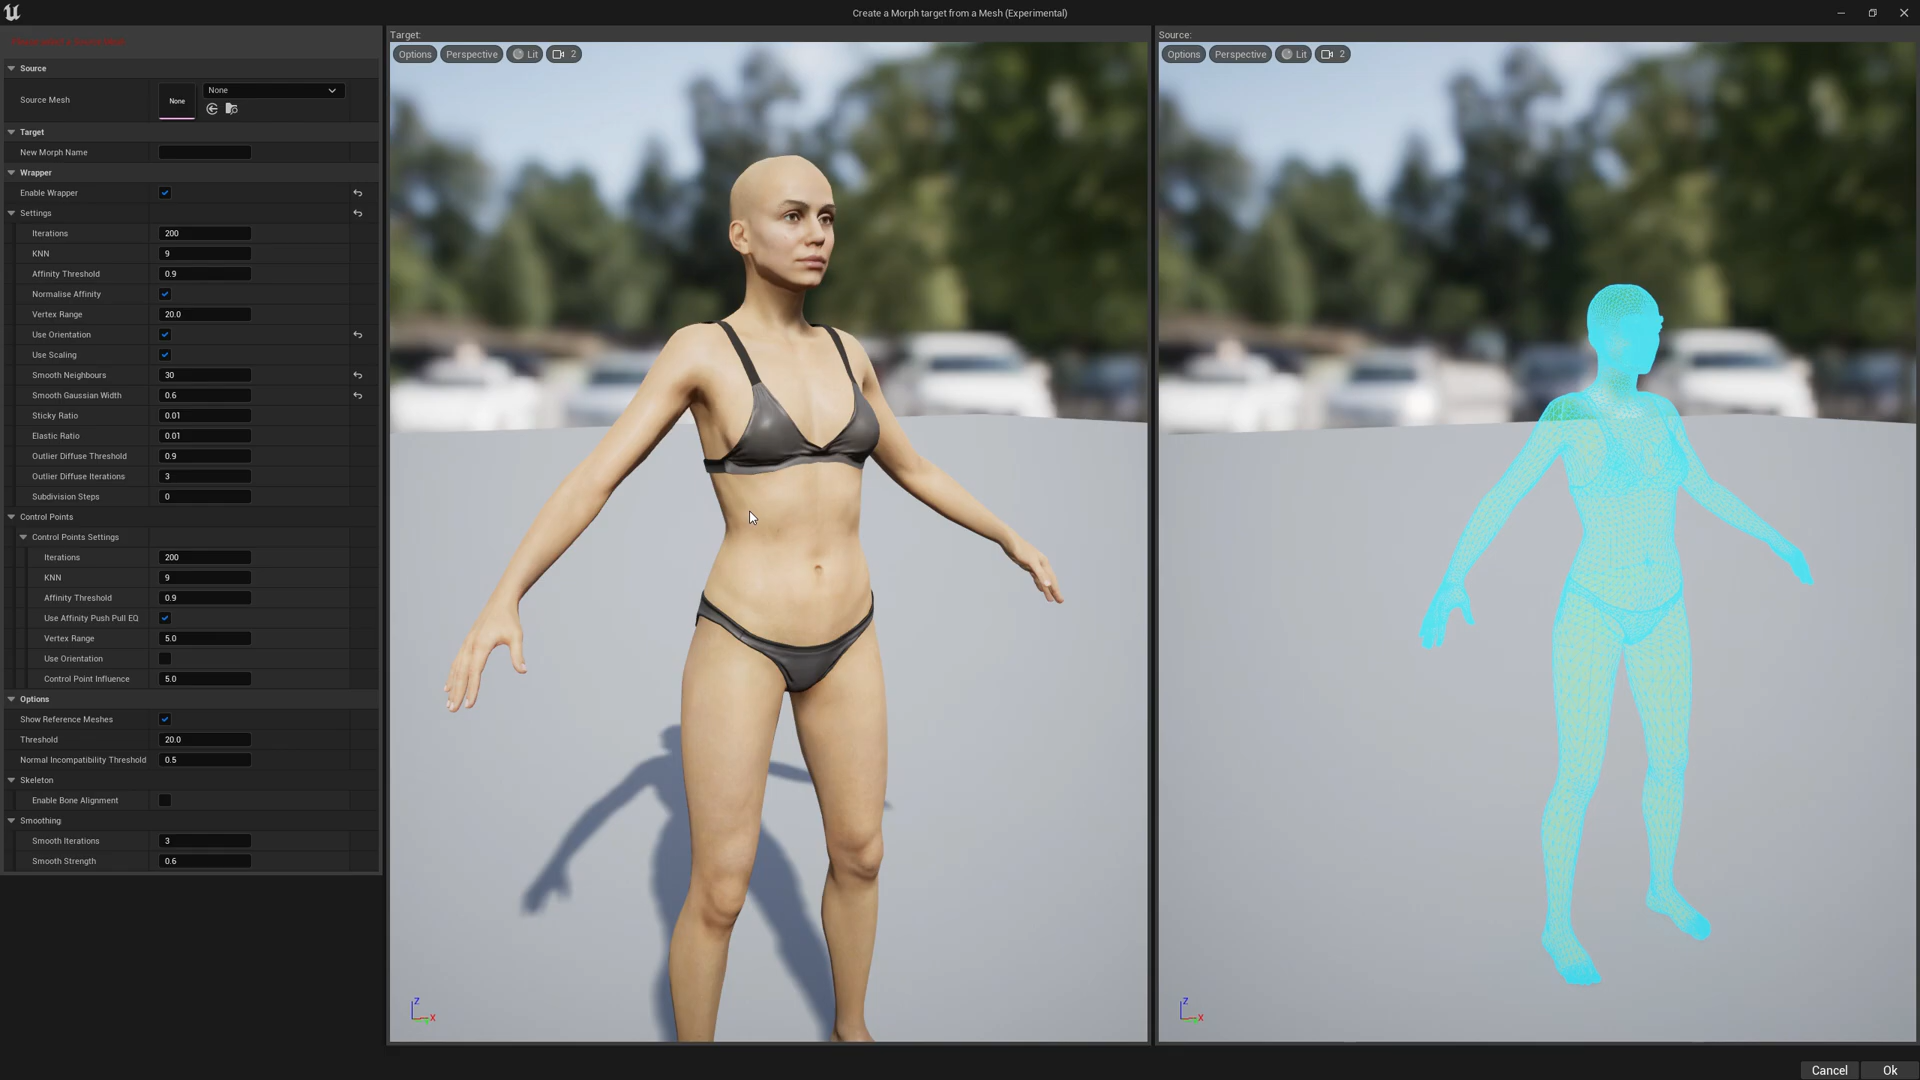 Create a Morph target from a Mesh (Experimental)
Source
Source Mesh
None
None
Target
New Morph Name
Wrapper
Enable Wrapper
Settings
Iterations 200
KNN 9
Affinity Threshold 0.9
Normalise Affinity
Vertex Range 20.0
Use Orientation
Use Scaling
Smooth Neighbours 30
Smooth Gaussian Width 0.6
Sticky Ratio 0.01
Elastic Ratio 0.01
Outlier Diffuse Threshold 0.9
Outlier Diffuse Iterations 3
Subdivision Steps 0
Control Points
Control Points Settings
Iterations 200
KNN 9
Affinity Threshold 0.9
Use Affinity Push Pull EQ
Vertex Range 5.0
Use Orientation
Control Point Influence 5.0
Options
Show Reference Meshes
Threshold 20.0
Normal Incompatibility Threshold 0.5
Skeleton
Enable Bone Alignment
Smoothing
Smooth Iterations 3
Smooth Strength 0.6
Target:
Options Perspective Lit 2
Z
X
Source:
Options Perspective Lit 2
Z
X
Cancel Ok